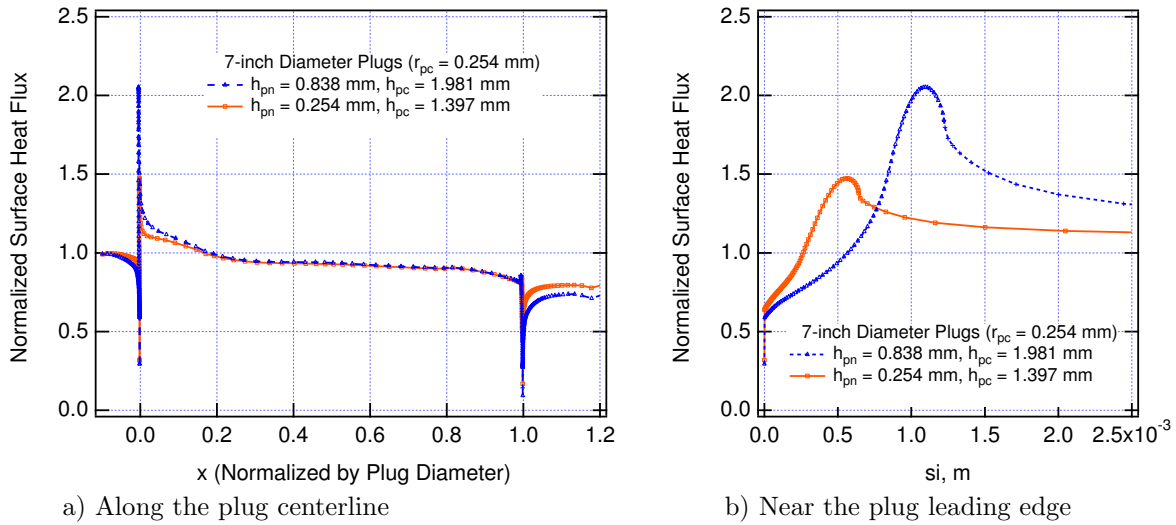 Normalized Surface Heat Flux
2.5
2.0
1.5
1.0
0.5
0.0
7-inch Diameter Plugs (r_pc = 0.254 mm)
h_pn = 0.838 mm, h_pc = 1.981 mm
h_pn = 0.254 mm, h_pc = 1.397 mm
0.0 0.2 0.4 0.6 0.8 1.0 1.2
x (Normalized by Plug Diameter)
a) Along the plug centerline
Normalized Surface Heat Flux
2.5
2.0
1.5
1.0
0.5
0.0
7-inch Diameter Plugs (r_pc = 0.254 mm)
h_pn = 0.838 mm, h_pc = 1.981 mm
h_pn = 0.254 mm, h_pc = 1.397 mm
0.0 0.5 1.0 1.5 2.0 2.5x10⁻³
si, m
b) Near the plug leading edge